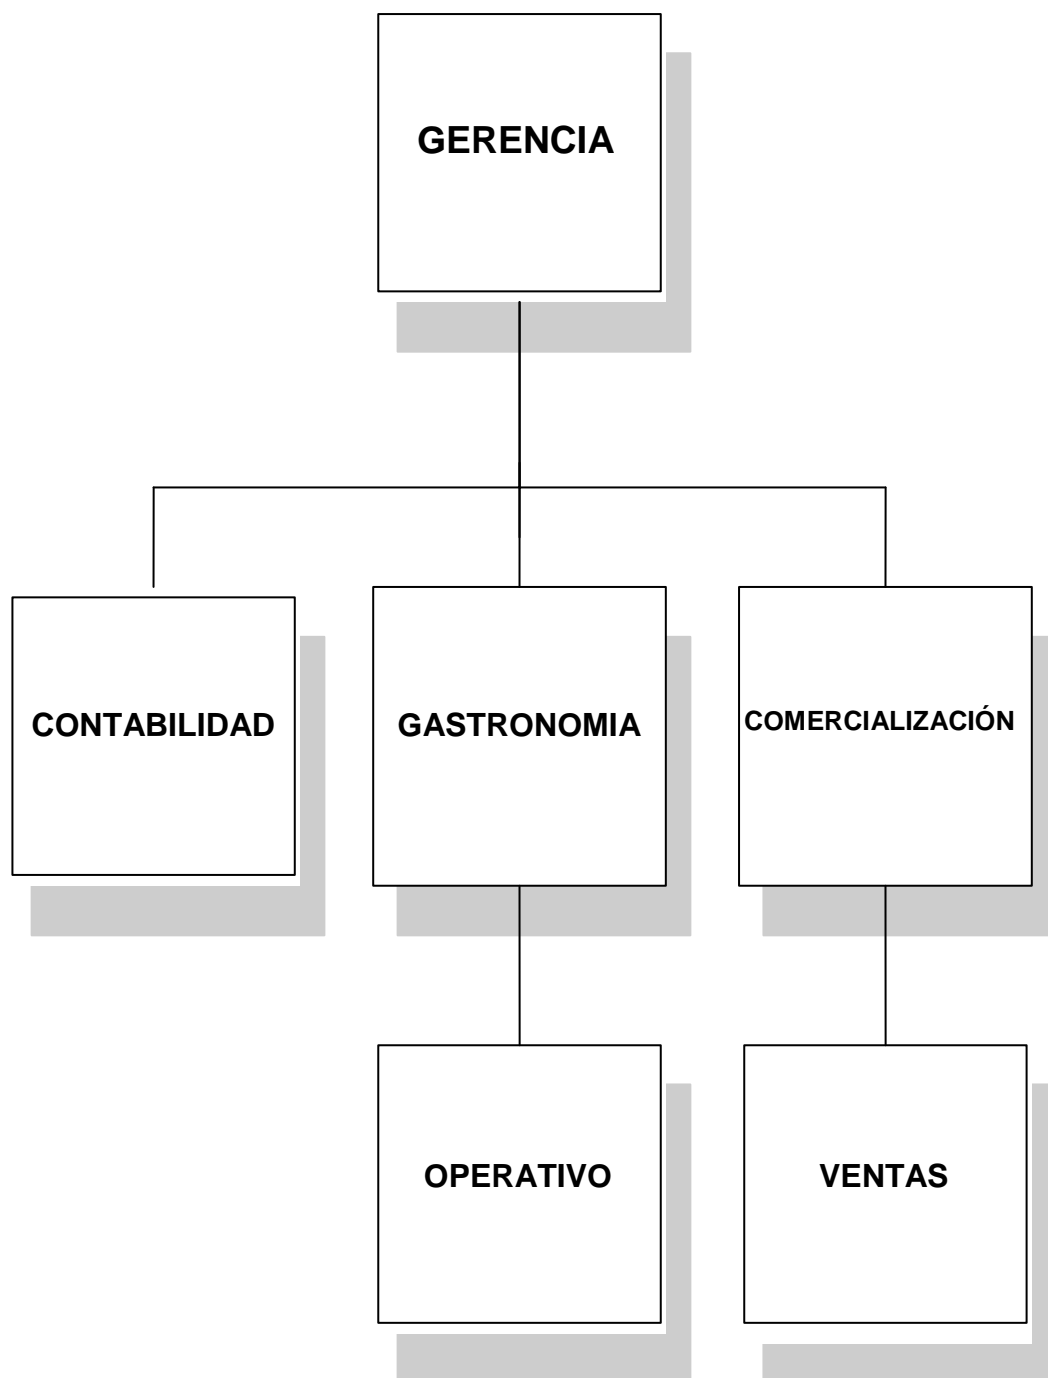 GERENCIA
CONTABILIDAD
GASTRONOMIA
COMERCIALIZACIÓN
OPERATIVO
VENTAS